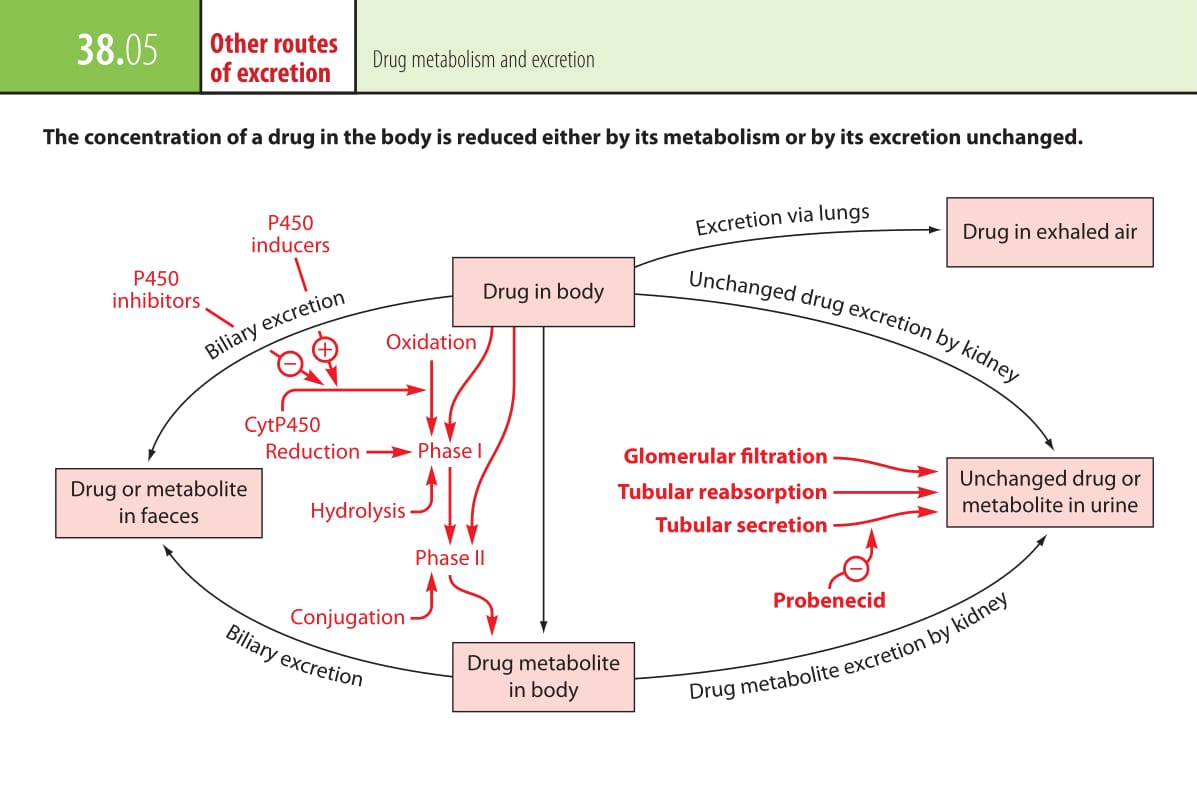 38.05
Other routes
of excretion
Drug metabolism and excretion
The concentration of a drug in the body is reduced either by its metabolism or by its excretion unchanged.
P450
inducers
P450
inhibitors
Biliary excretion
Drug in body
Excretion via lungs
Drug in exhaled air
Unchanged drug excretion by kidney
Oxidation
−
+
CytP450
Reduction
Phase I
Hydrolysis
Phase II
Conjugation
Drug or metabolite
in faeces
Glomerular filtration
Tubular reabsorption
Tubular secretion
−
Probenecid
Unchanged drug or
metabolite in urine
Biliary excretion
Drug metabolite
in body
Drug metabolite excretion by kidney